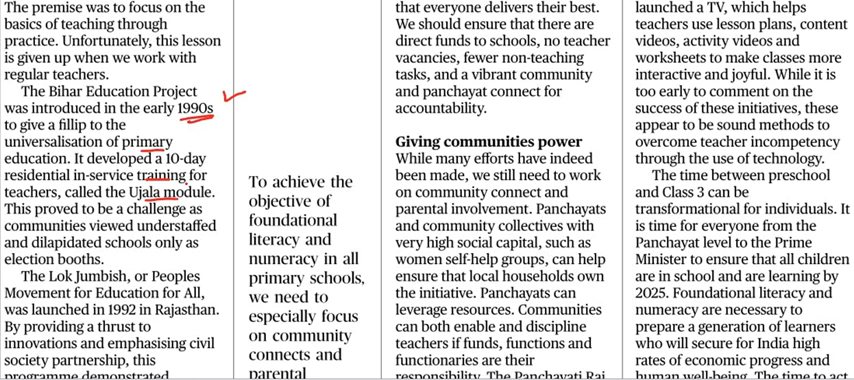 The premise was to focus on the
basics of teaching through
practice. Unfortunately, this lesson
is given up when we work with
regular teachers.
The Bihar Education Project
was introduced in the early 1990s
to give a fillip to the
universalisation of primary
education. It developed a 10-day
residential in-service training for
teachers, called the Ujala module.
This proved to be a challenge as
communities viewed understaffed
and dilapidated schools only as
election booths.
The Lok Jumbish, or Peoples
Movement for Education for All,
was launched in 1992 in Rajasthan.
By providing a thrust to
innovations and emphasising civil
society partnership, this
programme demonstrated
To achieve the
objective of
foundational
literacy and
numeracy in all
primary schools,
we need to
especially focus
on community
connects and
parental
that everyone delivers their best.
We should ensure that there are
direct funds to schools, no teacher
vacancies, fewer non-teaching
tasks, and a vibrant community
and panchayat connect for
accountability.
Giving communities power
While many efforts have indeed
been made, we still need to work
on community connect and
parental involvement. Panchayats
and community collectives with
very high social capital, such as
women self-help groups, can help
ensure that local households own
the initiative. Panchayats can
leverage resources. Communities
can both enable and discipline
teachers if funds, functions and
functionaries are their
responsibility. The Panchayati Raj
launched a TV, which helps
teachers use lesson plans, content
videos, activity videos and
worksheets to make classes more
interactive and joyful. While it is
too early to comment on the
success of these initiatives, these
appear to be sound methods to
overcome teacher incompetency
through the use of technology.
The time between preschool
and Class 3 can be
transformational for individuals. It
is time for everyone from the
Panchayat level to the Prime
Minister to ensure that all children
are in school and are learning by
2025. Foundational literacy and
numeracy are necessary to
prepare a generation of learners
who will secure for India high
rates of economic progress and
human well-being. The time to act